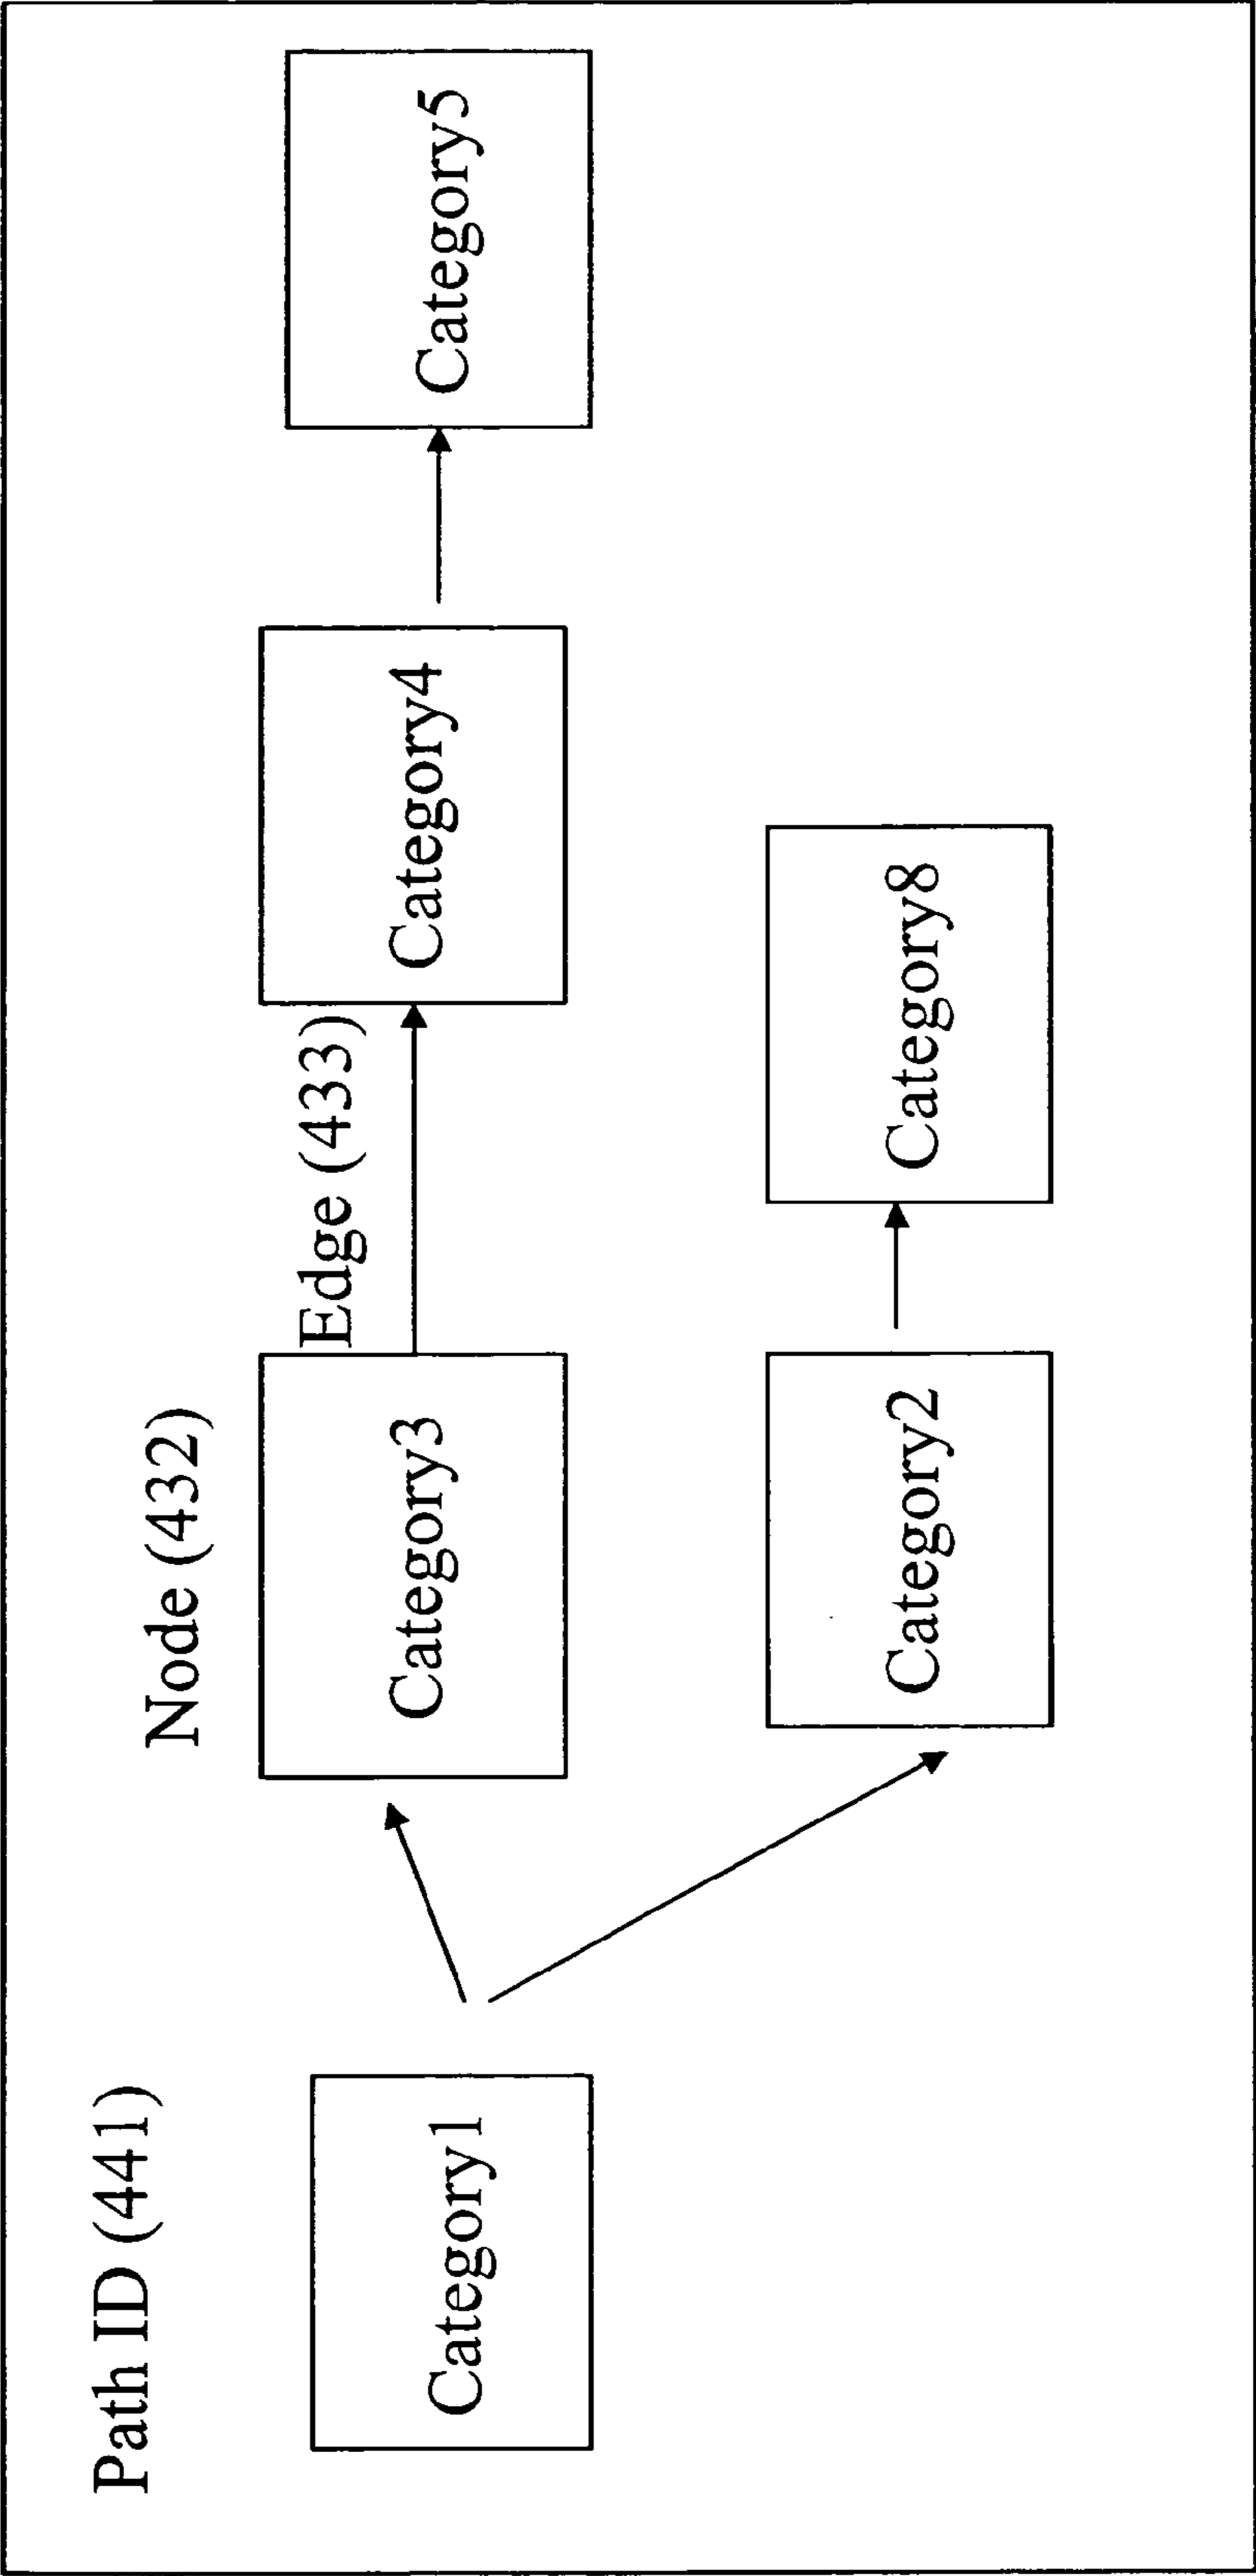 Path ID (441)
Node (432)
Edge (433)
Category1
Category3
Category4
Category5
Category2
Category8